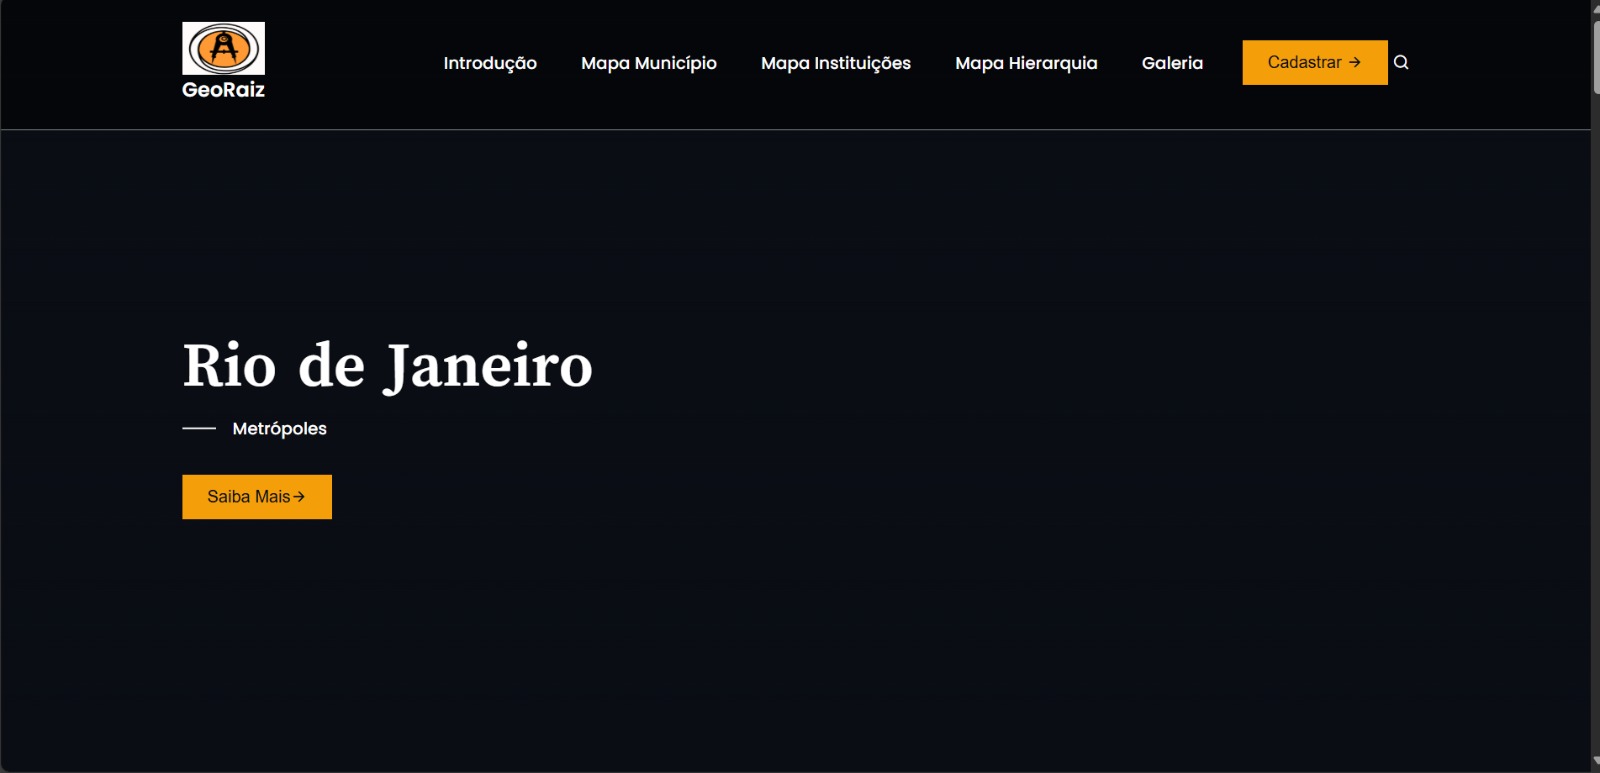 GeoRaiz
Introdução Mapa Município Mapa Instituições Mapa Hierarquia Galeria Cadastrar →
Rio de Janeiro
Metrópoles
Saiba Mais→